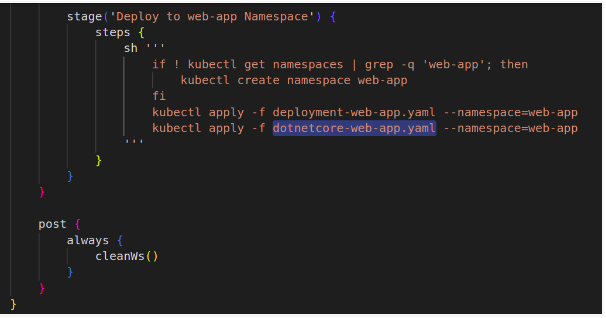 stage('Deploy to web-app Namespace') {
steps {
sh '''
if ! kubectl get namespaces | grep -q 'web-app'; then
kubectl create namespace web-app
fi
kubectl apply -f deployment-web-app.yaml --namespace=web-app
kubectl apply -f dotnetcore-web-app.yaml --namespace=web-app
'''
}
}
}
post {
always {
cleanWs()
}
}
}